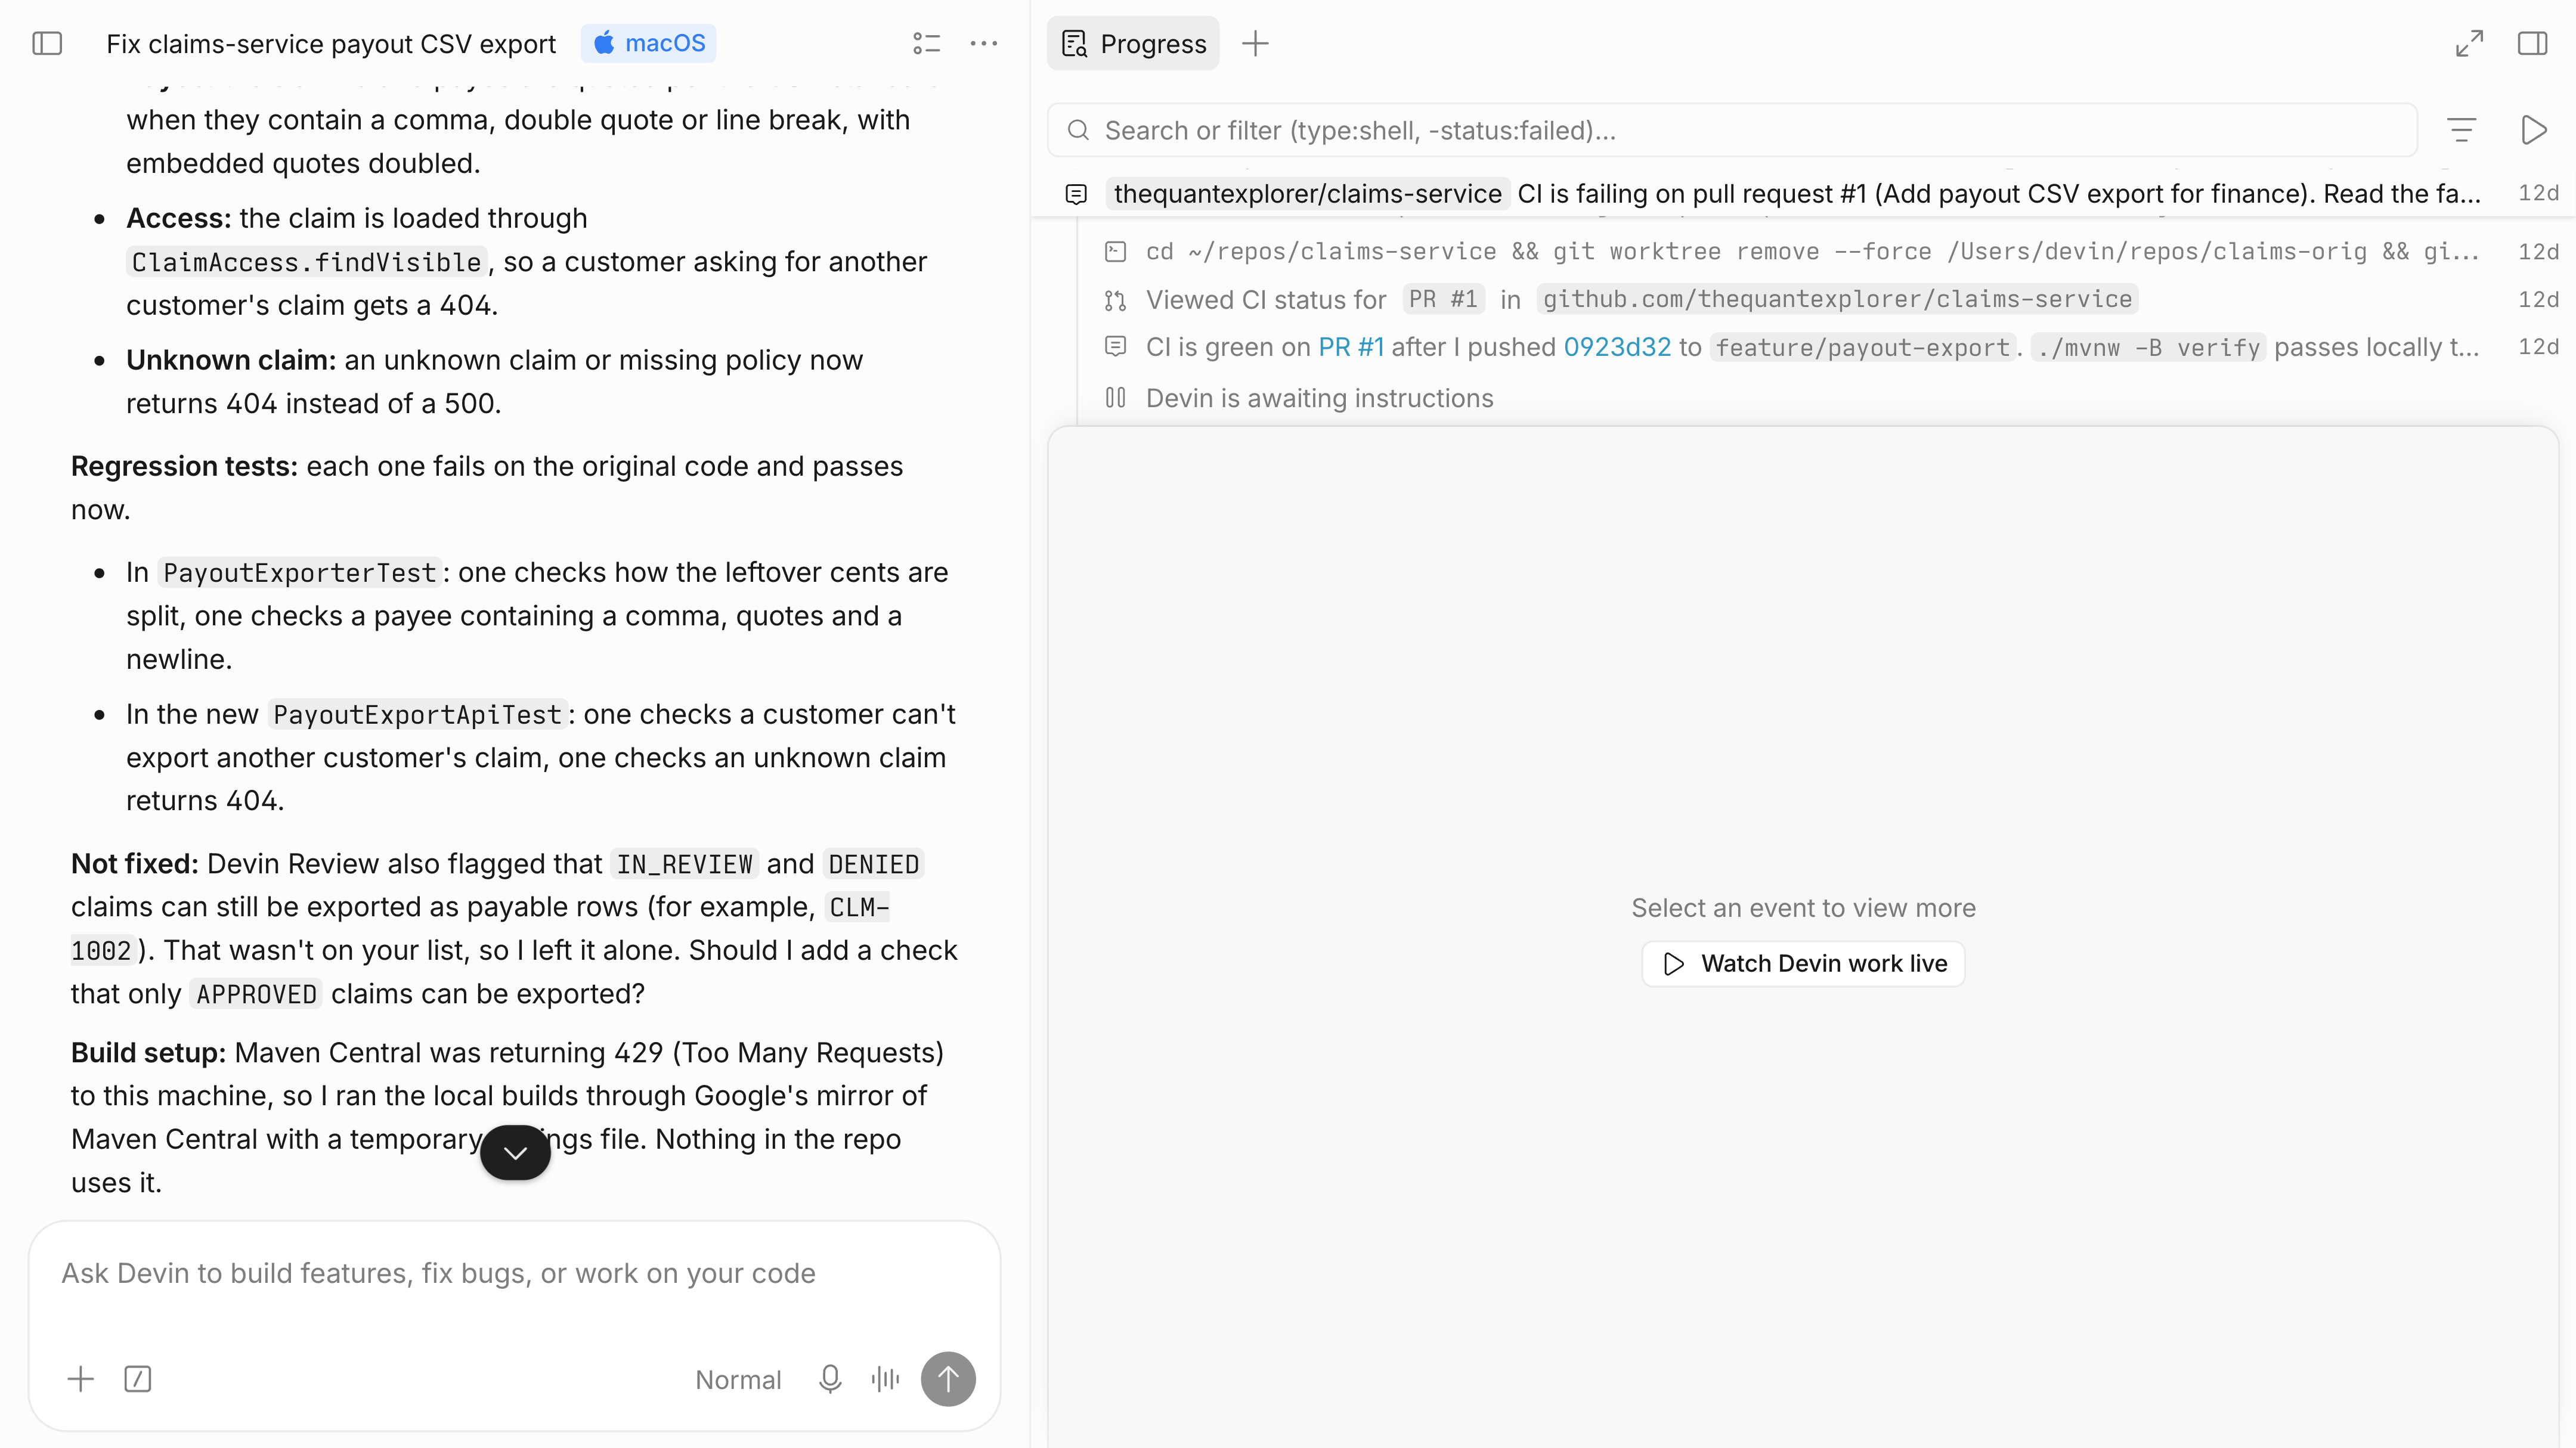 Fix claims-service payout CSV export
macOS
when they contain a comma, double quote or line break, with
embedded quotes doubled.
Access: the claim is loaded through
ClaimAccess.findVisible, so a customer asking for another
customer's claim gets a 404.
Unknown claim: an unknown claim or missing policy now
returns 404 instead of a 500.
Regression tests: each one fails on the original code and passes
now.
In PayoutExporterTest: one checks how the leftover cents are
split, one checks a payee containing a comma, quotes and a
newline.
In the new PayoutExportApiTest: one checks a customer can't
export another customer's claim, one checks an unknown claim
returns 404.
Not fixed: Devin Review also flagged that IN_REVIEW and DENIED
claims can still be exported as payable rows (for example, CLM-
1002). That wasn't on your list, so I left it alone. Should I add a check
that only APPROVED claims can be exported?
Build setup: Maven Central was returning 429 (Too Many Requests)
to this machine, so I ran the local builds through Google's mirror of
Maven Central with a temporary ngs file. Nothing in the repo
uses it.
Ask Devin to build features, fix bugs, or work on your code
Normal
Progress
Search or filter (type:shell, -status:failed)...
thequantexplorer/claims-service CI is failing on pull request #1 (Add payout CSV export for finance). Read the fa... 12d
cd ~/repos/claims-service && git worktree remove --force /Users/devin/repos/claims-orig && gi... 12d
Viewed CI status for PR #1 in github.com/thequantexplorer/claims-service 12d
CI is green on PR #1 after I pushed 0923d32 to feature/payout-export. ./mvnw -B verify passes locally t... 12d
Devin is awaiting instructions
Select an event to view more
Watch Devin work live